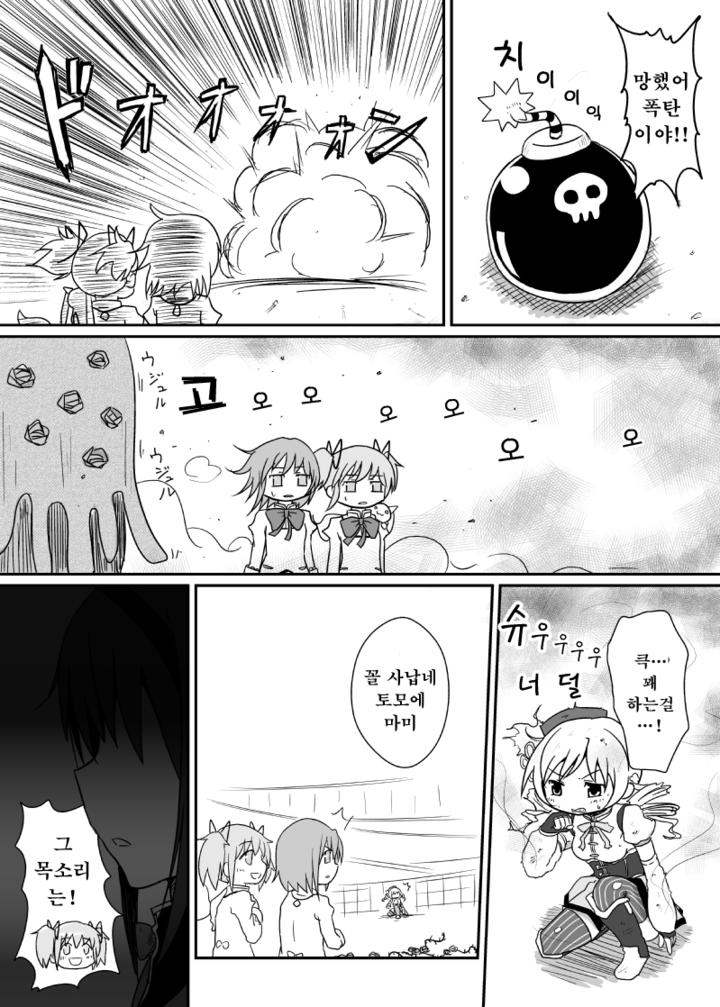 망했어
폭탄
이야!!
치이이익
ドオオオオオン
고오오오오오오
ウジュル
ウジュル
큭…
꽤
하는걸
…!
슈우우우우
너덜
꼴 사납네
토모에
마미
그
목소리
는!